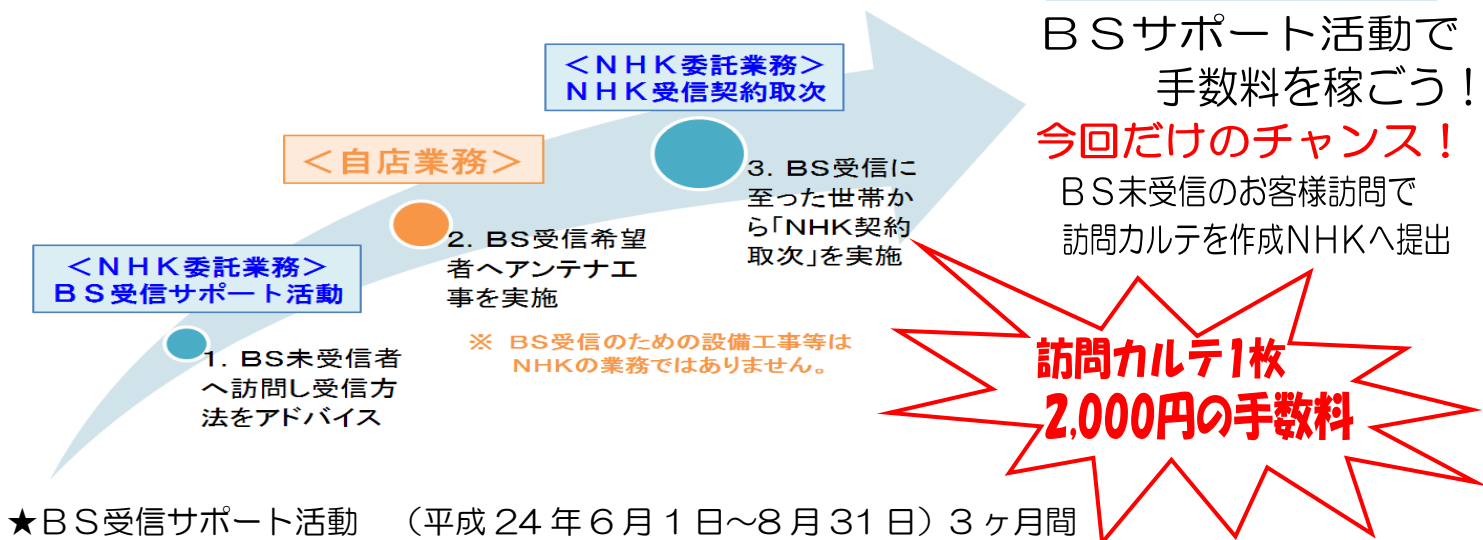 ＜ＮＨＫ委託業務＞
ＢＳ受信サポート活動
1. BS未受信者
へ訪問し受信方
法をアドバイス
＜自店業務＞
2. BS受信希望
者へアンテナエ
事を実施
※ BS受信のための設備工事等は
NHKの業務ではありません。
＜ＮＨＫ委託業務＞
ＮＨＫ受信契約取次
3. BS受信に
至った世帯か
ら「NHK契約
取次」を実施
ＢＳサポート活動で
手数料を稼ごう！
今回だけのチャンス！
ＢＳ未受信のお客様訪問で
訪問カルテを作成NHKへ提出
訪問カルテ1枚
2,000円の手数料
★ＢＳ受信サポート活動　（平成24年６月１日～8月31日）３ヶ月間